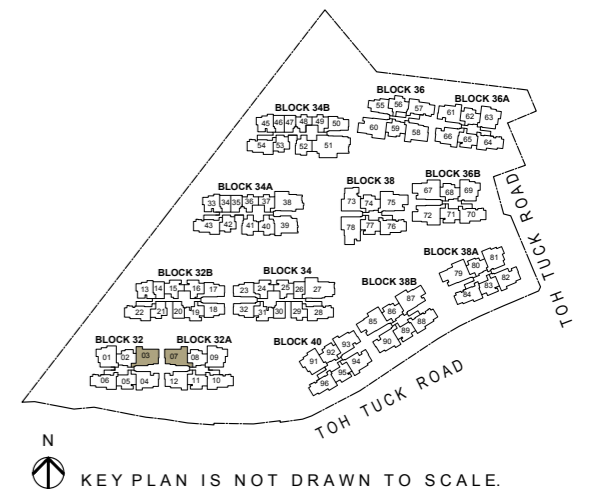 BLOCK 36
BLOCK 36A
55 56 57
60 59 58
61 62 63
66 65 64
BLOCK 34B
45 46 47 48 49 50
54 53 52 51
BLOCK 34A
33 34 35 36 37 38
43 42 41 40 39
BLOCK 38
73 74 75
78 77 76
BLOCK 36B
67 68 69
72 71 70
BLOCK 38A
79 80 81
84 83 82
BLOCK 32B
13 14 15 16 17
22 21 20 19 18
BLOCK 34
23 24 25 26 27
32 31 30 29 28
BLOCK 38B
85 86 87
90 89 88
BLOCK 32
01 02 03
06 05 04
BLOCK 32A
07 08 09
12 11 10
BLOCK 40
91 92 93
96 95 94
TOH TUCK ROAD
TOH TUCK ROAD
N
KEY PLAN IS NOT DRAWN TO SCALE.